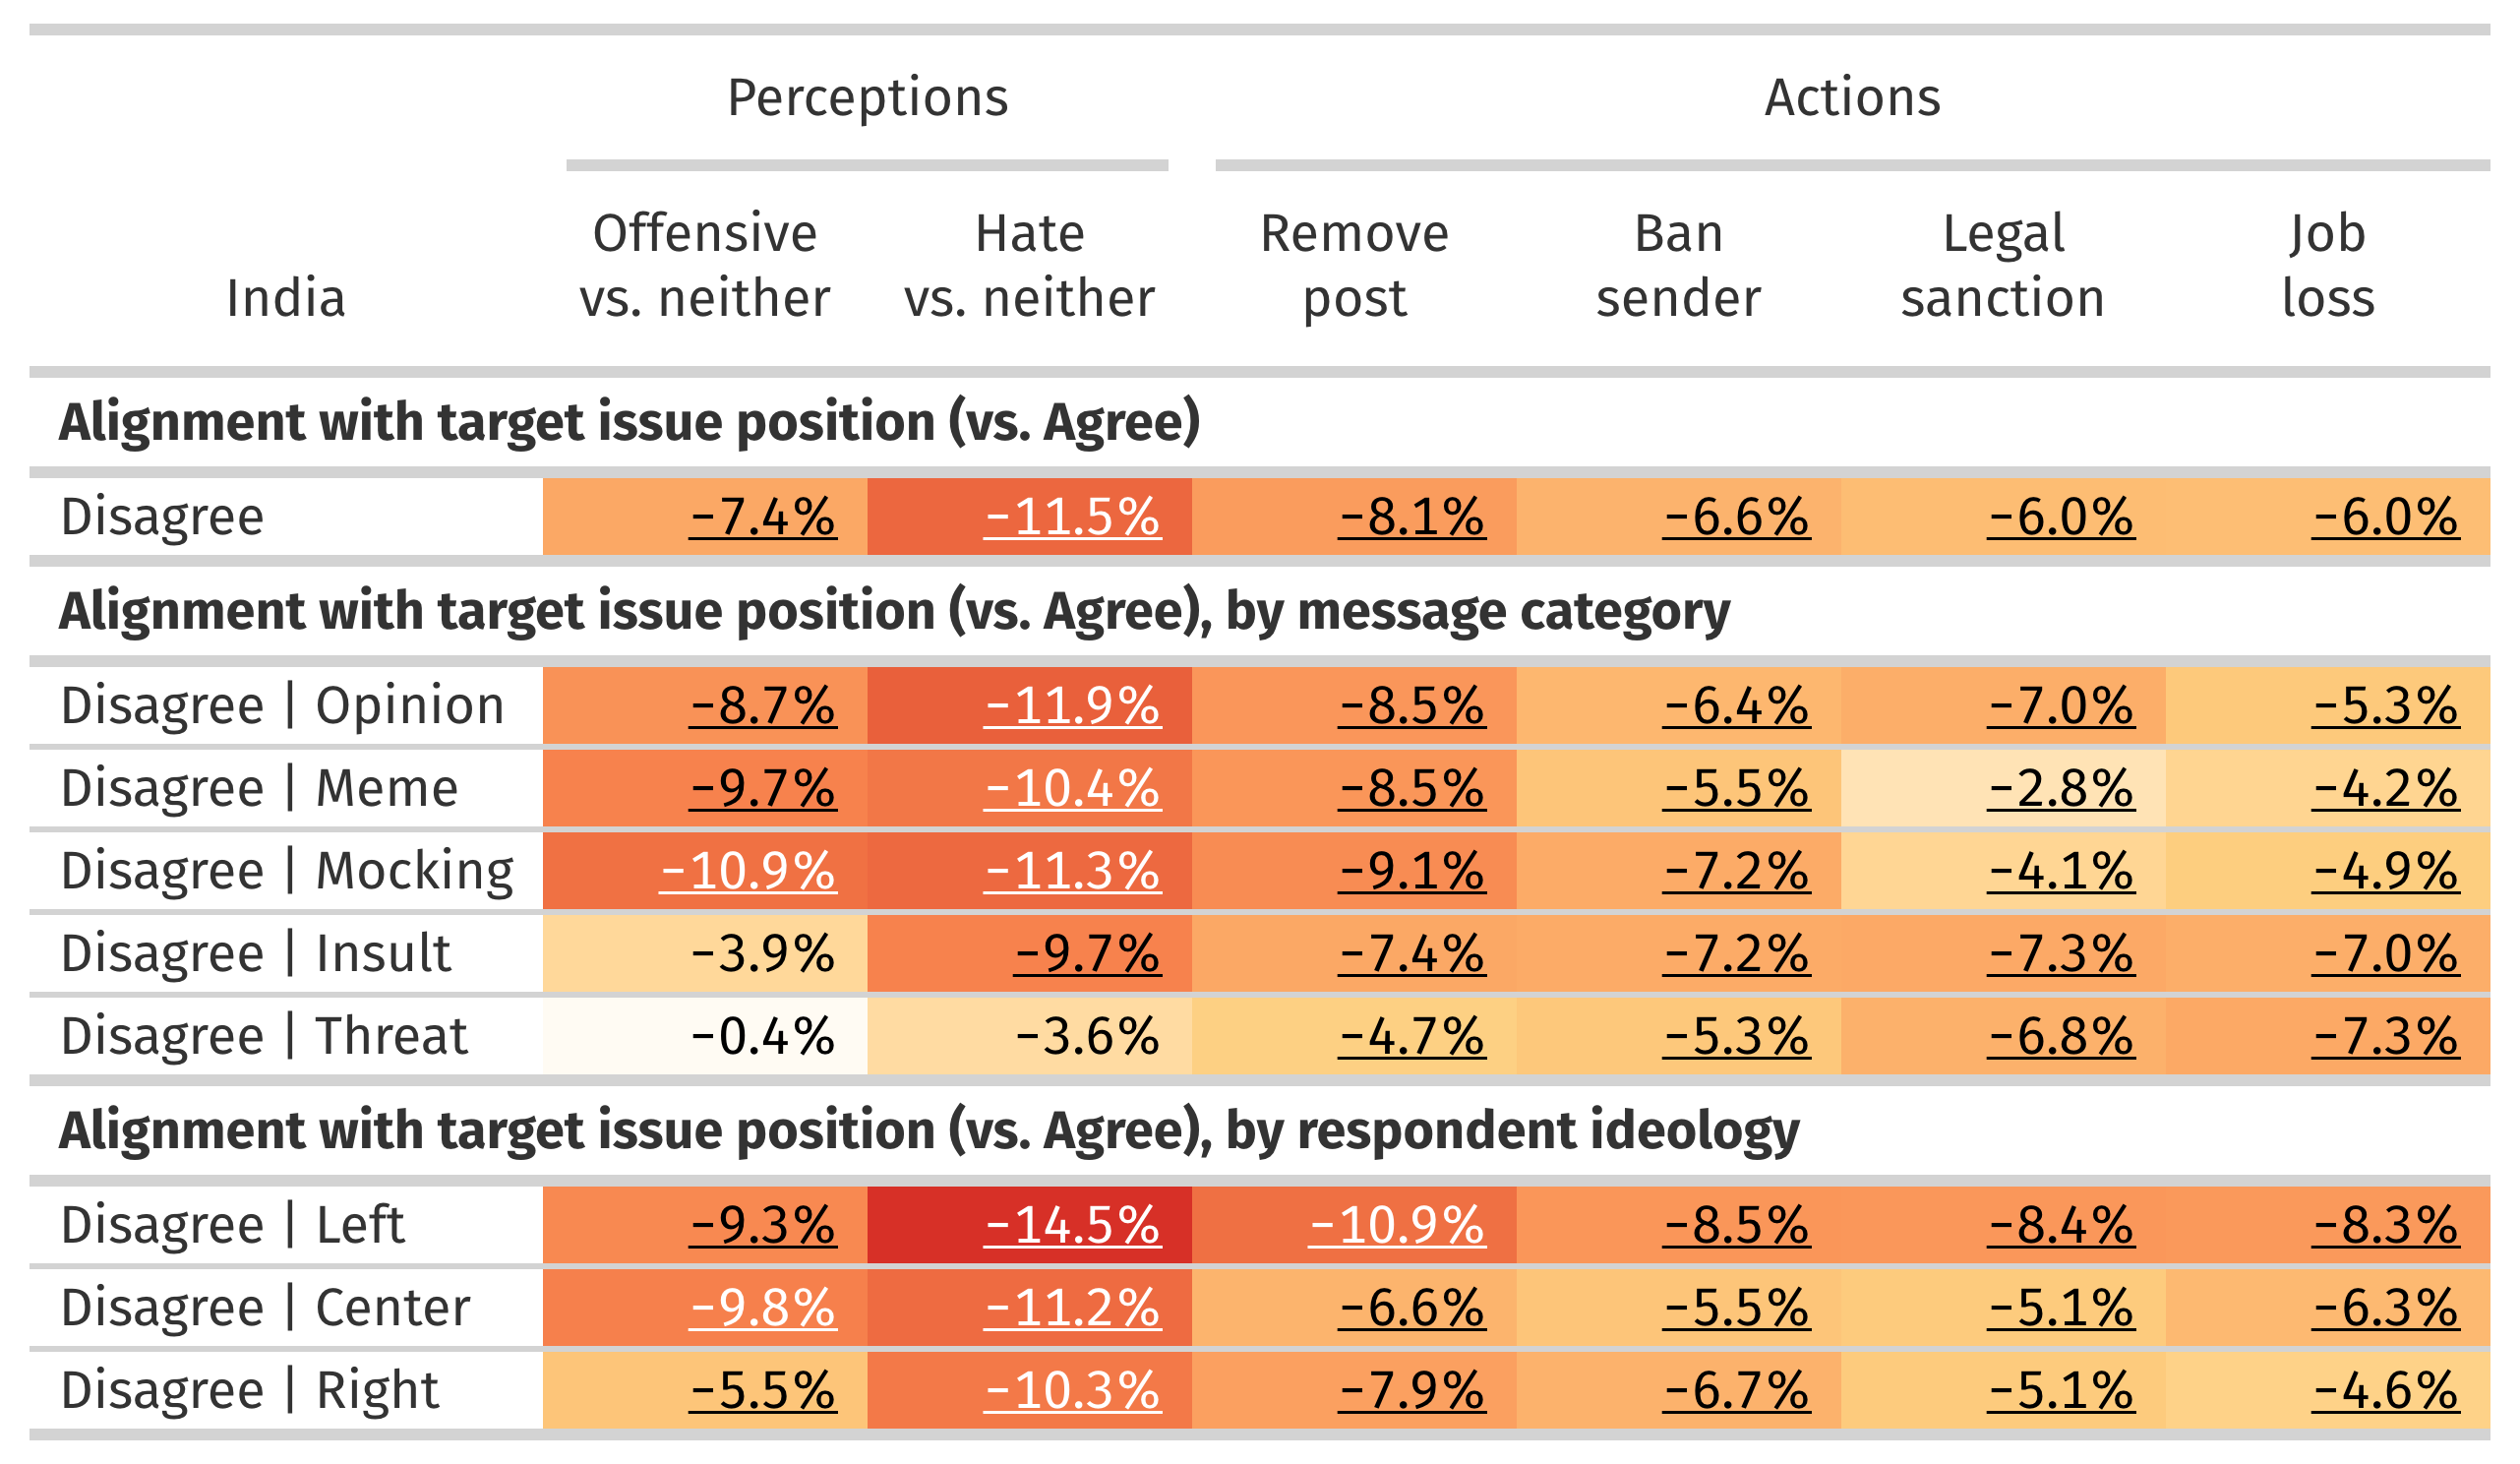 Perceptions Actions
Offensive Hate Remove Ban Legal Job
India vs. neither vs. neither post sender sanction loss
Alignment with target issue position (vs. Agree)
Disagree −7.4% −11.5% −8.1% −6.6% −6.0% −6.0%
Alignment with target issue position (vs. Agree), by message category
Disagree | Opinion −8.7% −11.9% −8.5% −6.4% −7.0% −5.3%
Disagree | Meme −9.7% −10.4% −8.5% −5.5% −2.8% −4.2%
Disagree | Mocking −10.9% −11.3% −9.1% −7.2% −4.1% −4.9%
Disagree | Insult −3.9% −9.7% −7.4% −7.2% −7.3% −7.0%
Disagree | Threat −0.4% −3.6% −4.7% −5.3% −6.8% −7.3%
Alignment with target issue position (vs. Agree), by respondent ideology
Disagree | Left −9.3% −14.5% −10.9% −8.5% −8.4% −8.3%
Disagree | Center −9.8% −11.2% −6.6% −5.5% −5.1% −6.3%
Disagree | Right −5.5% −10.3% −7.9% −6.7% −5.1% −4.6%